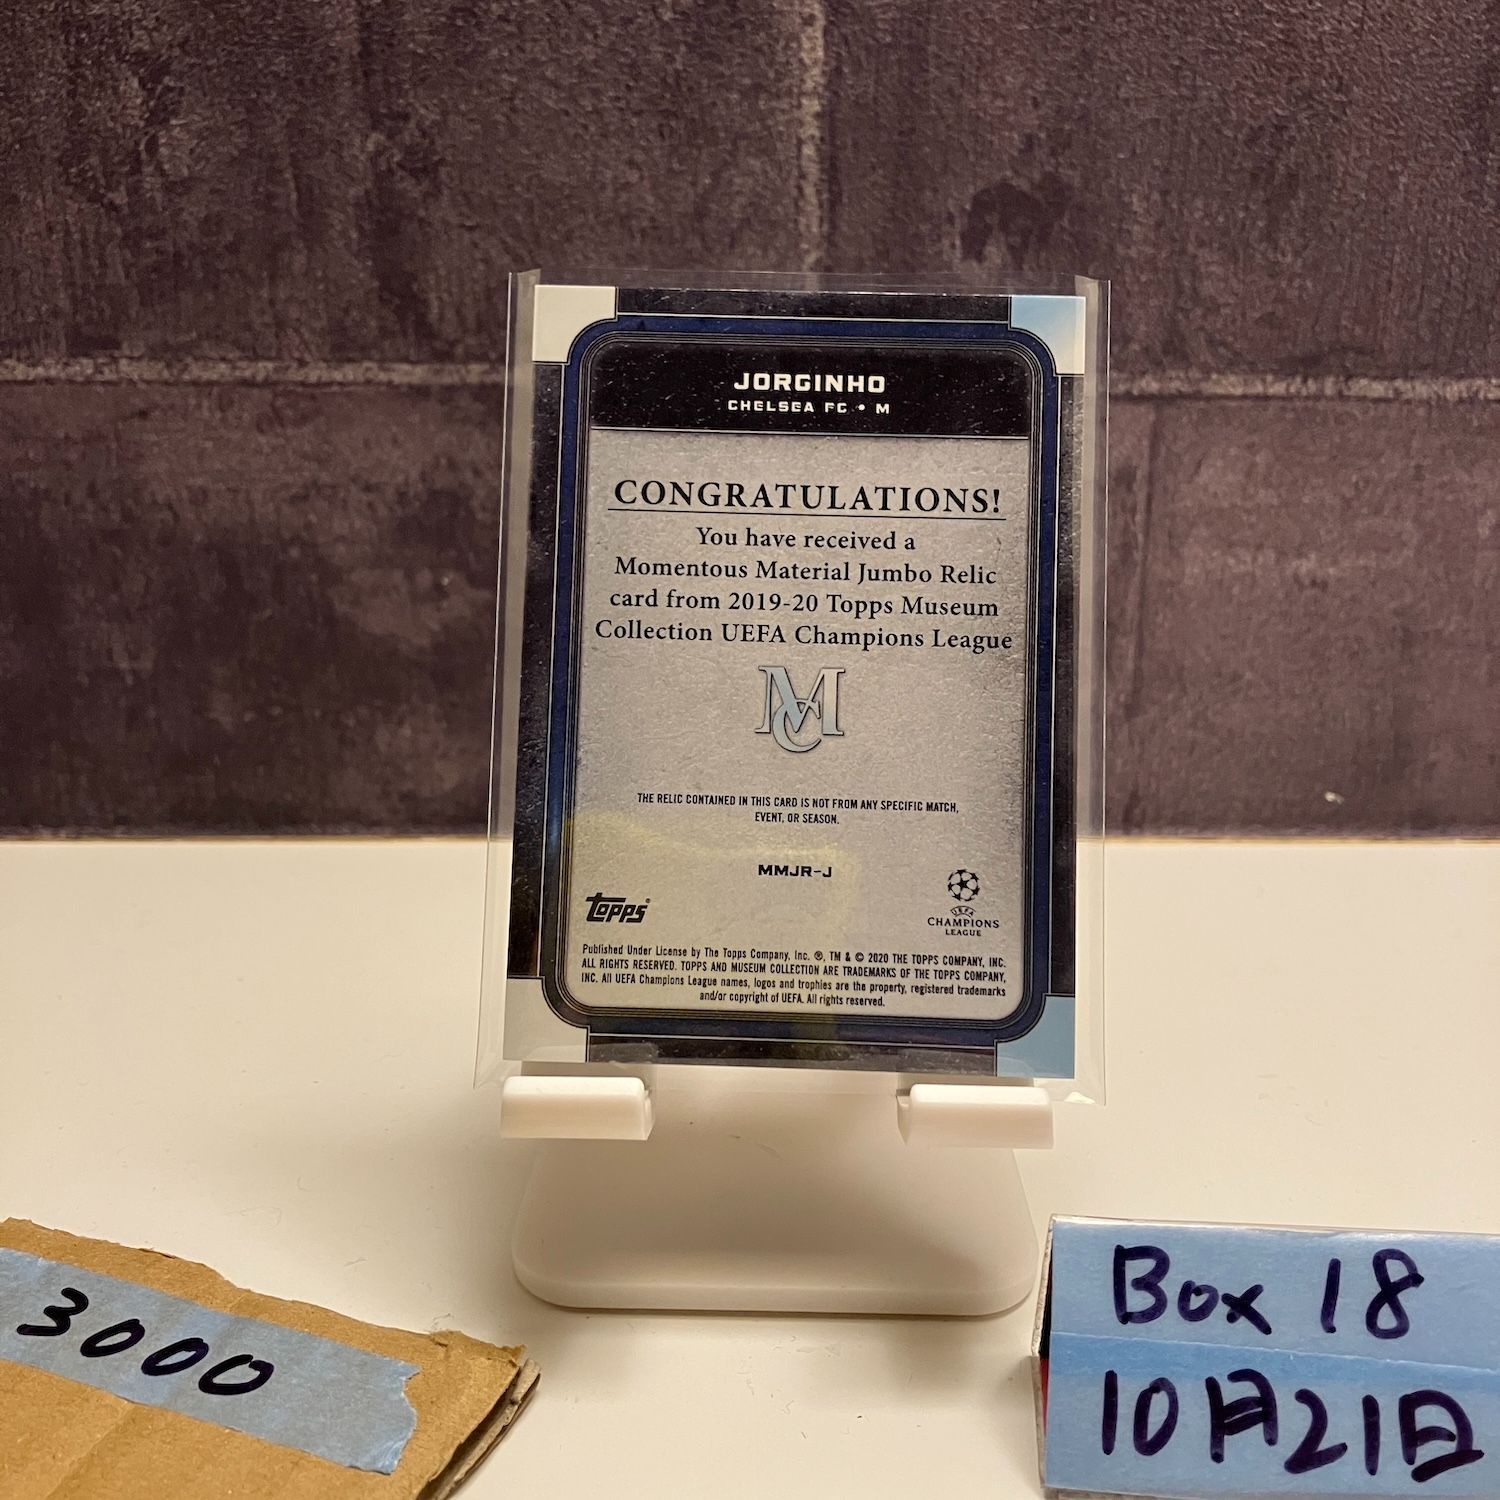 JORGINHO
CHELSEA FC • M
CONGRATULATIONS!
You have received a
Momentous Material Jumbo Relic
card from 2019-20 Topps Museum
Collection UEFA Champions League
MC
THE RELIC CONTAINED IN THIS CARD IS NOT FROM ANY SPECIFIC MATCH,
EVENT, OR SEASON.
MMJR-J
Topps®
UEFA
CHAMPIONS
LEAGUE
Published Under License by The Topps Company, Inc. ®, TM & © 2020 THE TOPPS COMPANY, INC.
ALL RIGHTS RESERVED. TOPPS AND MUSEUM COLLECTION ARE TRADEMARKS OF THE TOPPS COMPANY,
INC. All UEFA Champions League names, logos and trophies are the property, registered trademarks
and/or copyright of UEFA. All rights reserved.
3000
Box 18
10月21日